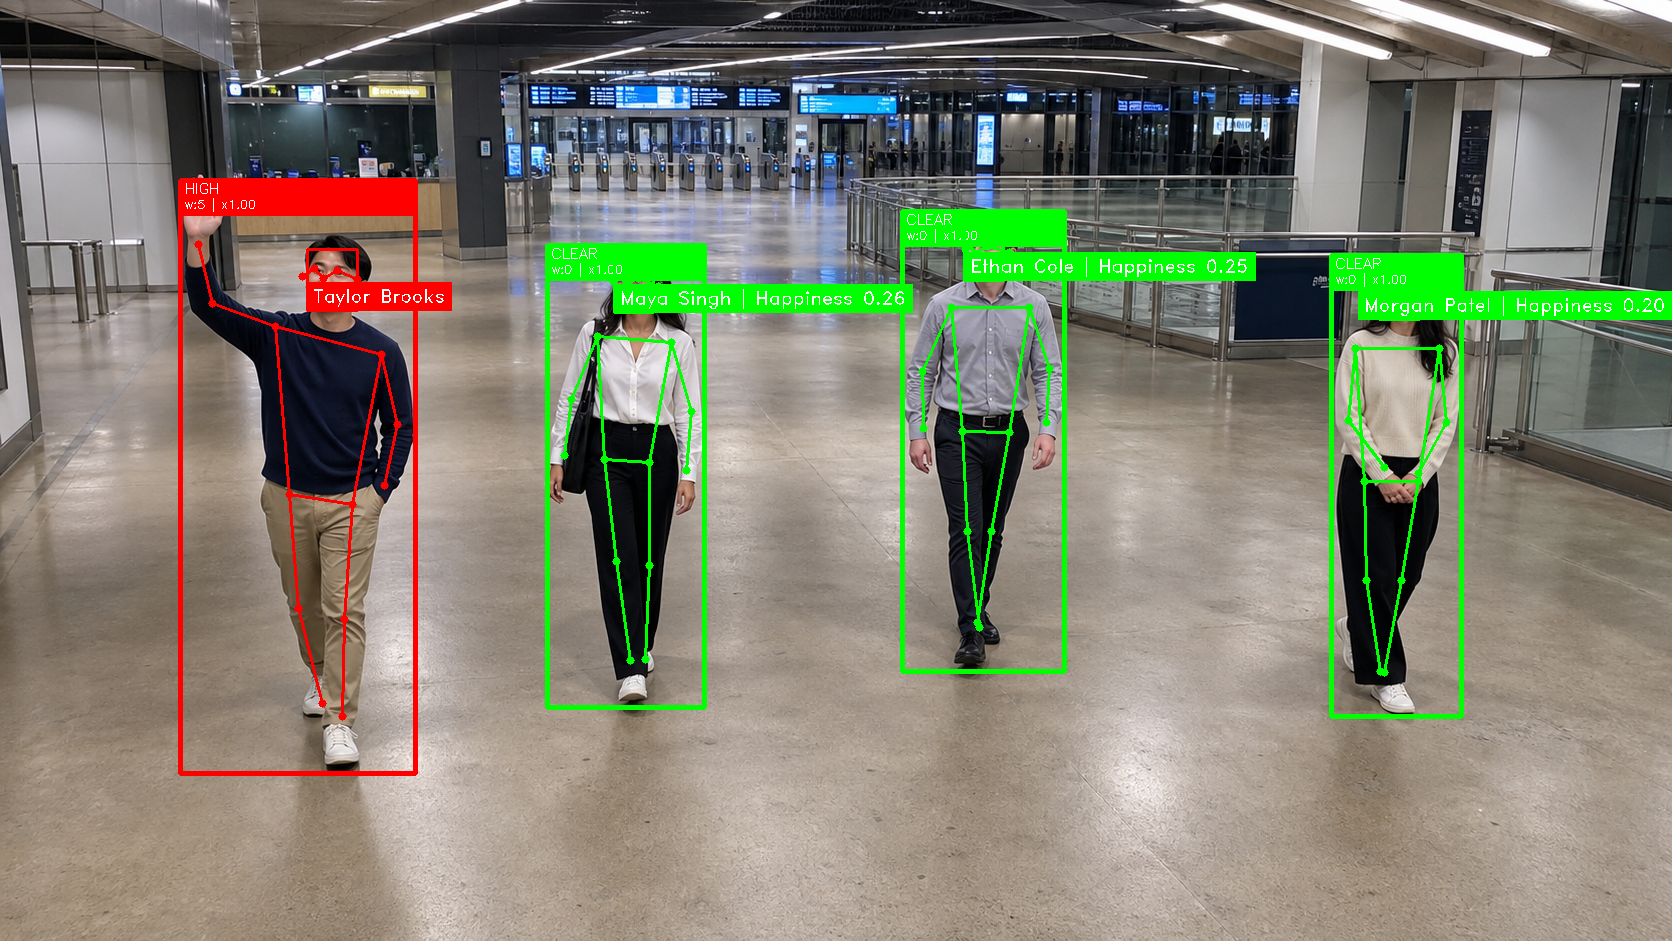 HIGH
w:5 | x1.00
Taylor Brooks
CLEAR
w:0 | x1.00
Maya Singh | Happiness 0.26
CLEAR
w:0 | x1.00
Ethan Cole | Happiness 0.25
CLEAR
w:0 | x1.00
Morgan Patel | Happiness 0.20